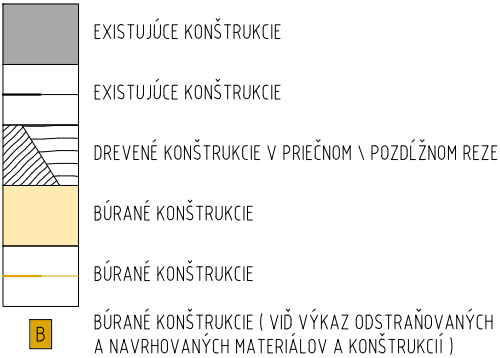 EXISTUJÚCE KONŠTRUKCIE
EXISTUJÚCE KONŠTRUKCIE
DREVENÉ KONŠTRUKCIE V PRIEČNOM \ POZDĹŽNOM REZE
BÚRANÉ KONŠTRUKCIE
BÚRANÉ KONŠTRUKCIE
B BÚRANÉ KONŠTRUKCIE ( VIĎ VÝKAZ ODSTRAŇOVANÝCH
A NAVRHOVANÝCH MATERIÁLOV A KONŠTRUKCIÍ )